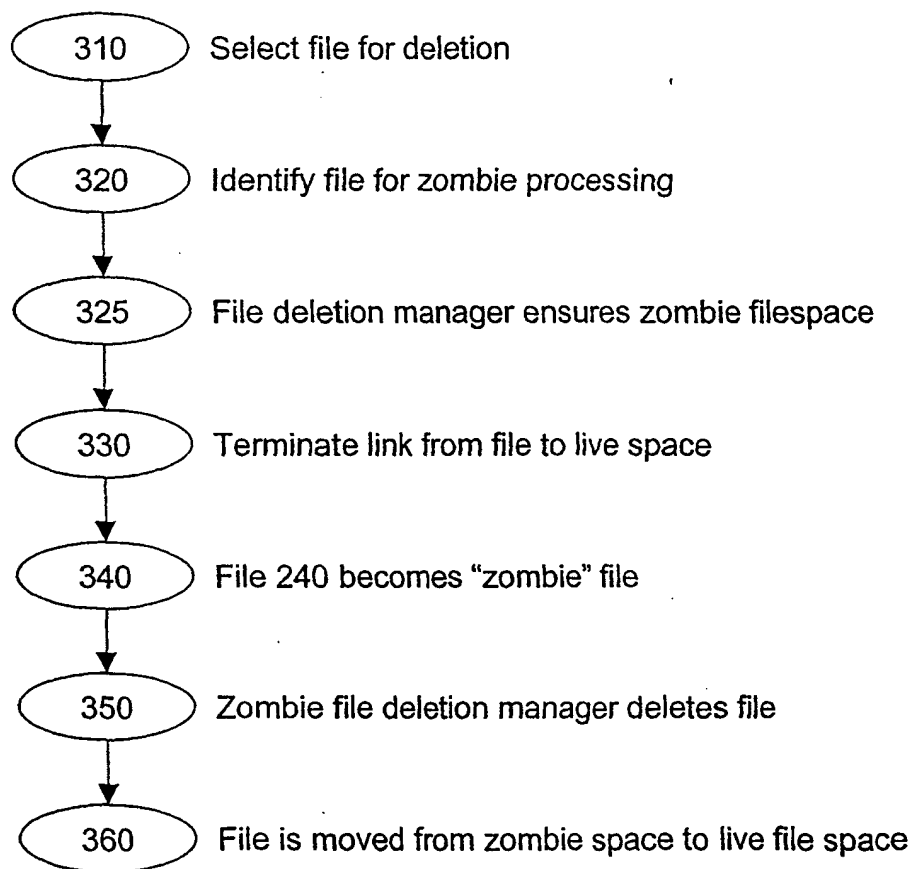 310 Select file for deletion
320 Identify file for zombie processing
325 File deletion manager ensures zombie filespace
330 Terminate link from file to live space
340 File 240 becomes “zombie” file
350 Zombie file deletion manager deletes file
360 File is moved from zombie space to live file space